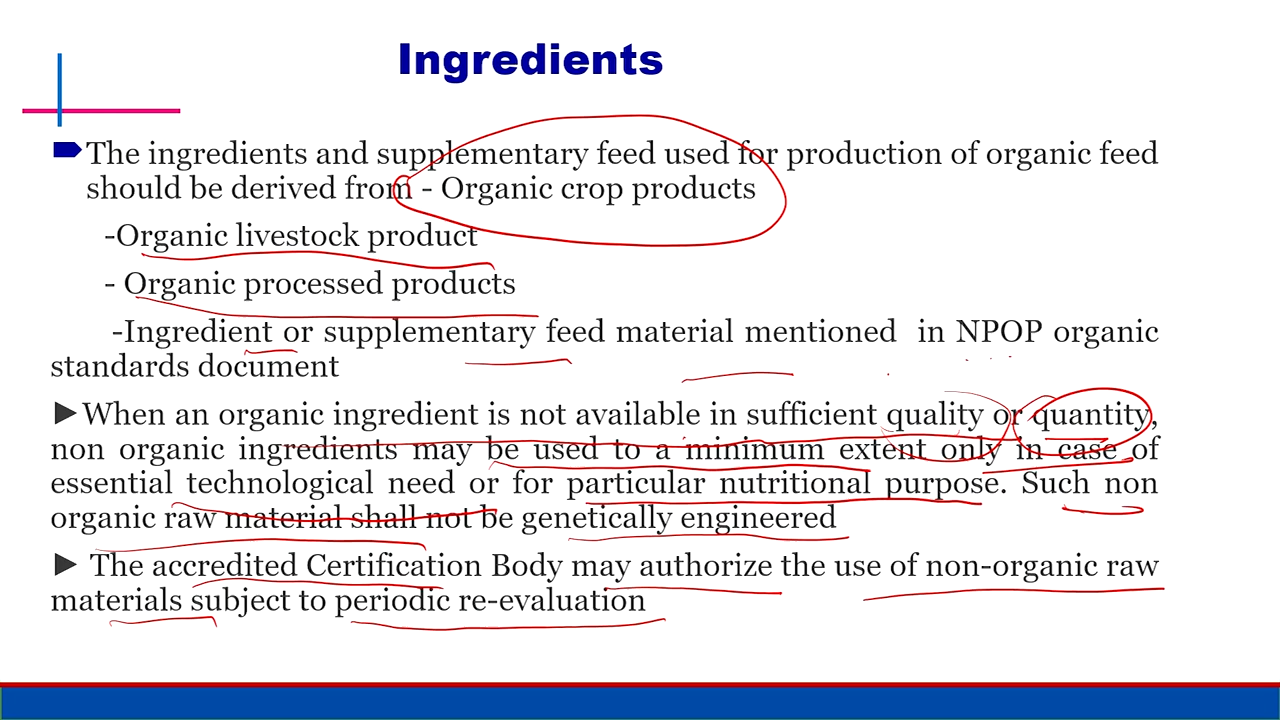 Ingredients
The ingredients and supplementary feed used for production of organic feed
should be derived from - Organic crop products
-Organic livestock product
- Organic processed products
-Ingredient or supplementary feed material mentioned in NPOP organic
standards document
►When an organic ingredient is not available in sufficient quality or quantity,
non organic ingredients may be used to a minimum extent only in case of
essential technological need or for particular nutritional purpose. Such non
organic raw material shall not be genetically engineered
► The accredited Certification Body may authorize the use of non-organic raw
materials subject to periodic re-evaluation